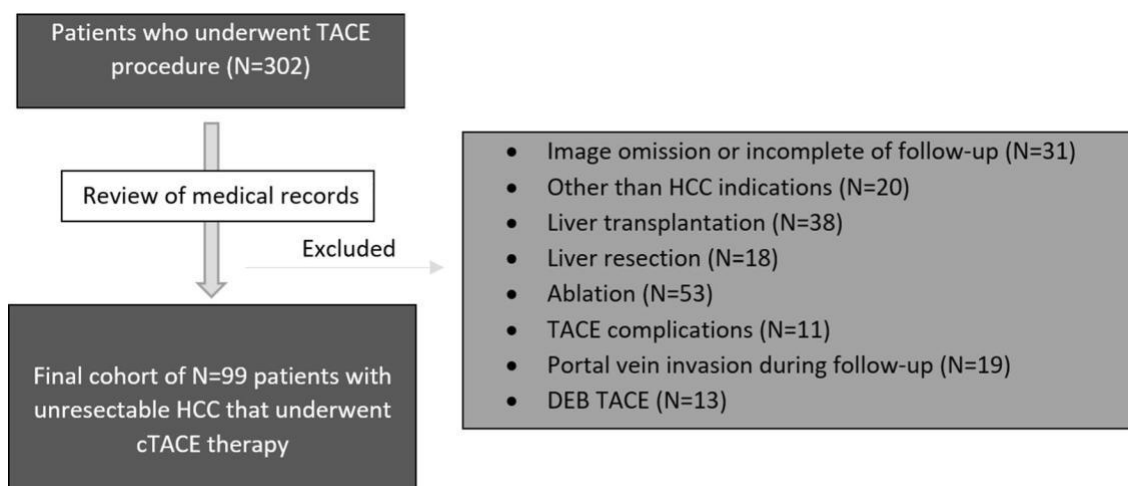 Patients who underwent TACE
procedure (N=302)
Review of medical records
Excluded
• Image omission or incomplete of follow-up (N=31)
• Other than HCC indications (N=20)
• Liver transplantation (N=38)
• Liver resection (N=18)
• Ablation (N=53)
• TACE complications (N=11)
• Portal vein invasion during follow-up (N=19)
• DEB TACE (N=13)
Final cohort of N=99 patients with
unresectable HCC that underwent
cTACE therapy